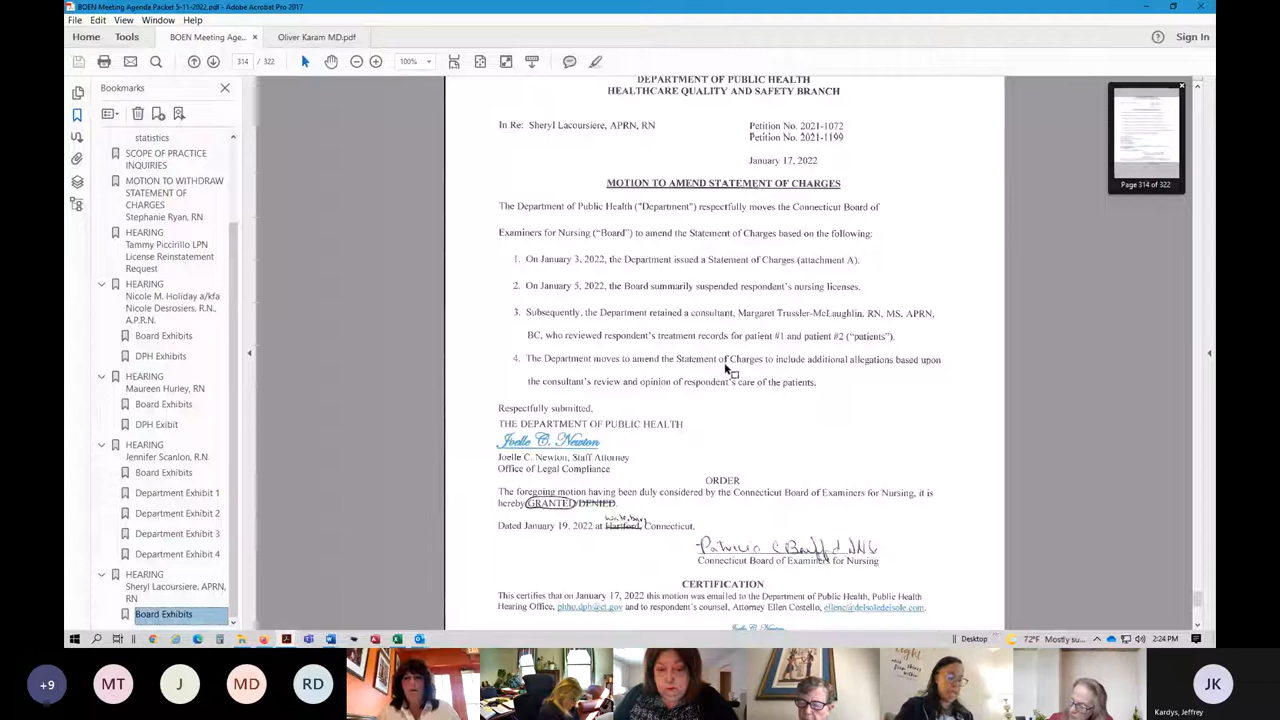 BOEN Meeting Agenda Packet 5-11-2022.pdf - Adobe Acrobat Pro 2017
File Edit View Window Help
Home Tools BOEN Meeting Age... × Oliver Karam MD.pdf Sign In
314 / 322 100%
Bookmarks
statistics
SCOPE OF PRACTICE
INQUIRIES
MOTION TO WITHDRAW
STATEMENT OF
CHARGES
Stephanie Ryan, RN
HEARING
Tammy Piccirillo LPN
License Reinstatement
Request
HEARING
Nicole M. Holiday a/kfa
Nicole Desrosiers, R.N.,
A.P.R.N.
Board Exhibits
DPH Exhibits
HEARING
Maureen Hurley, RN
Board Exhibits
DPH Exibit
HEARING
Jennifer Scanlon, R.N.
Board Exhibits
Department Exhibit 1
Department Exhibit 2
Department Exhibit 3
Department Exhibit 4
HEARING
Sheryl Lacoursiere, APRN,
RN
Board Exhibits
DEPARTMENT OF PUBLIC HEALTH
HEALTHCARE QUALITY AND SAFETY BRANCH
In Re: Sheryl Lacoursiere, APRN, RN Petition No. 2021-1072
Petition No. 2021-1199
January 17, 2022
MOTION TO AMEND STATEMENT OF CHARGES
The Department of Public Health ("Department") respectfully moves the Connecticut Board of
Examiners for Nursing ("Board") to amend the Statement of Charges based on the following:
1. On January 3, 2022, the Department issued a Statement of Charges (attachment A).
2. On January 5, 2022, the Board summarily suspended respondent's nursing licenses.
3. Subsequently, the Department retained a consultant, Margaret Trussler-McLaughlin, RN, MS, APRN,
BC, who reviewed respondent's treatment records for patient #1 and patient #2 ("patients").
4. The Department moves to amend the Statement of Charges to include additional allegations based upon
the consultant's review and opinion of respondent's care of the patients.
Respectfully submitted,
THE DEPARTMENT OF PUBLIC HEALTH
Joelle C. Newton
Joelle C. Newton, Staff Attorney
Office of Legal Compliance
ORDER
The foregoing motion having been duly considered by the Connecticut Board of Examiners for Nursing, it is
hereby GRANTED/DENIED.
Dated January 19, 2022 at Hartford, Connecticut.
Connecticut Board of Examiners for Nursing
CERTIFICATION
This certifies that on January 17, 2022 this motion was emailed to the Department of Public Health, Public Health
Hearing Office, phho.dph@ct.gov and to respondent's counsel, Attorney Ellen Costello, ellenc@delsoledelsole.com.
Page 314 of 322
Desktop 72°F Mostly su... 2:24 PM
+9 MT J MD RD JK
Kardys, Jeffrey